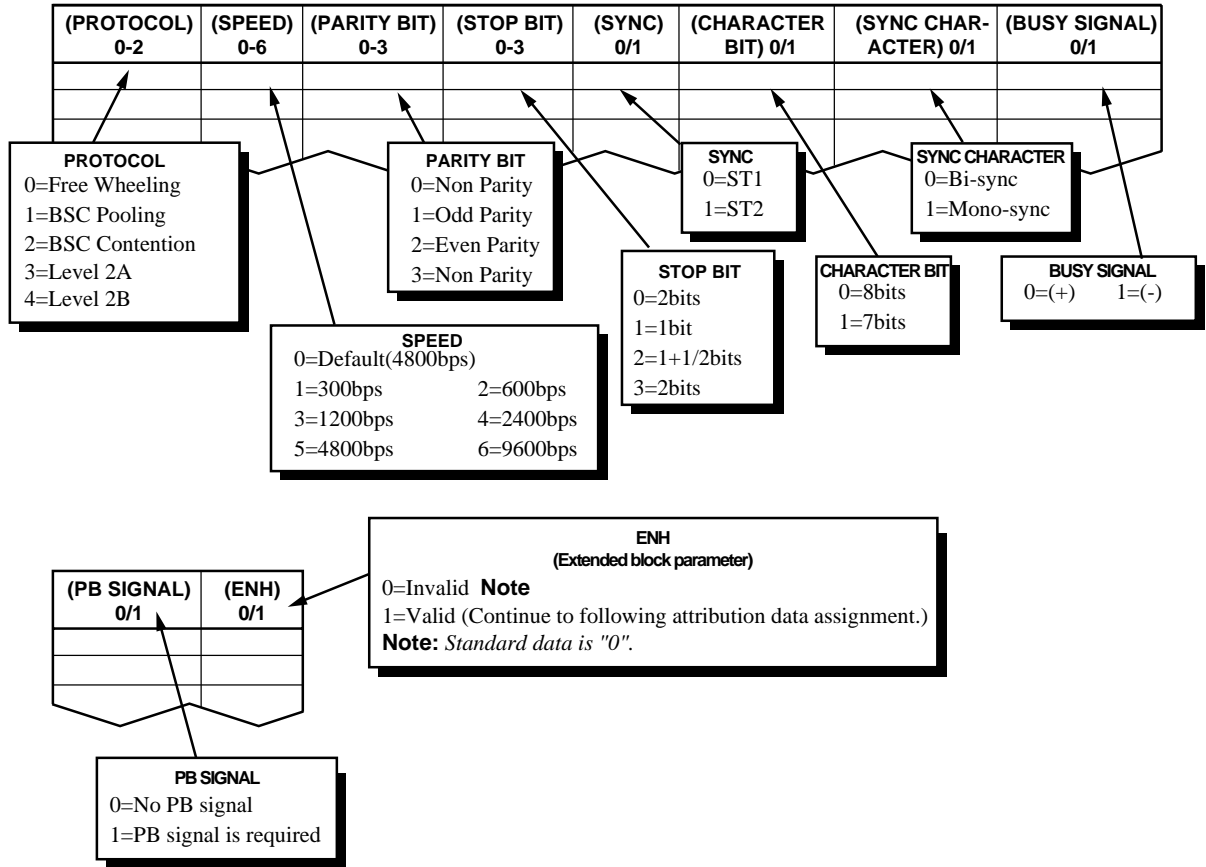 (PROTOCOL) 0-2
(SPEED) 0-6
(PARITY BIT) 0-3
(STOP BIT) 0-3
(SYNC) 0/1
(CHARACTER BIT) 0/1
(SYNC CHAR-ACTER) 0/1
(BUSY SIGNAL) 0/1
PROTOCOL
0=Free Wheeling
1=BSC Pooling
2=BSC Contention
3=Level 2A
4=Level 2B
PARITY BIT
0=Non Parity
1=Odd Parity
2=Even Parity
3=Non Parity
SYNC
0=ST1
1=ST2
SYNC CHARACTER
0=Bi-sync
1=Mono-sync
STOP BIT
0=2bits
1=1bit
2=1+1/2bits
3=2bits
CHARACTER BIT
0=8bits
1=7bits
BUSY SIGNAL
0=(+) 1=(-)
SPEED
0=Default(4800bps)
1=300bps 2=600bps
3=1200bps 4=2400bps
5=4800bps 6=9600bps
ENH
(Extended block parameter)
0=Invalid Note
1=Valid (Continue to following attribution data assignment.)
Note: Standard data is "0".
(PB SIGNAL) 0/1
(ENH) 0/1
PB SIGNAL
0=No PB signal
1=PB signal is required